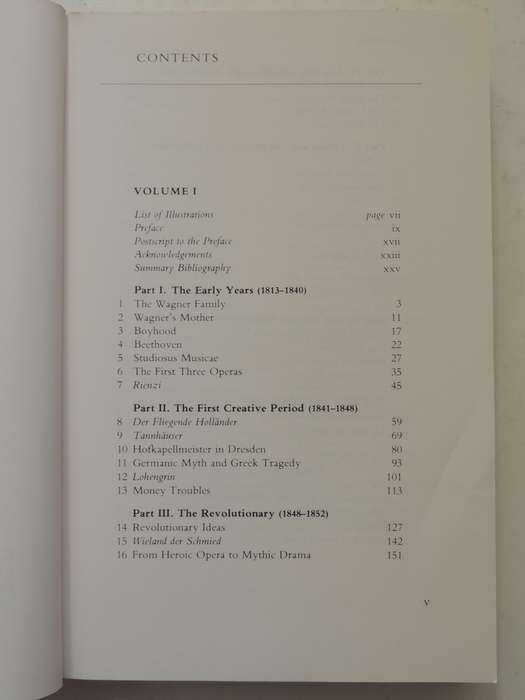 CONTENTS
VOLUME I
List of Illustrations page vii
Preface ix
Postscript to the Preface xvii
Acknowledgements xxiii
Summary Bibliography xxv
Part I. The Early Years (1813–1840)
1 The Wagner Family 3
2 Wagner's Mother 11
3 Boyhood 17
4 Beethoven 22
5 Studiosus Musicae 27
6 The First Three Operas 35
7 Rienzi 45
Part II. The First Creative Period (1841–1848)
8 Der Fliegende Holländer 59
9 Tannhäuser 69
10 Hofkapellmeister in Dresden 80
11 Germanic Myth and Greek Tragedy 93
12 Lohengrin 101
13 Money Troubles 113
Part III. The Revolutionary (1848–1852)
14 Revolutionary Ideas 127
15 Wieland der Schmied 142
16 From Heroic Opera to Mythic Drama 151
v